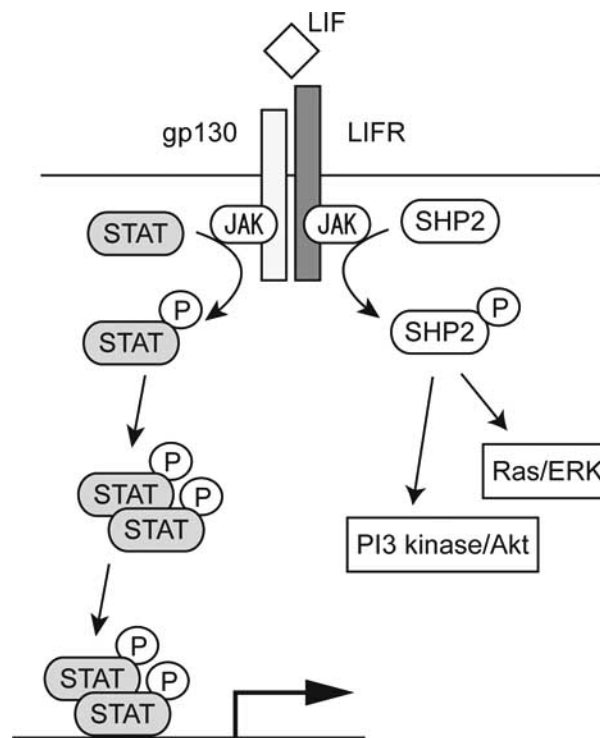 LIF
gp130
LIFR
STAT
JAK
JAK
SHP2
P
STAT
P
SHP2
P
STAT
P
STAT
Ras/ERK
PI3 kinase/Akt
P
STAT
P
STAT